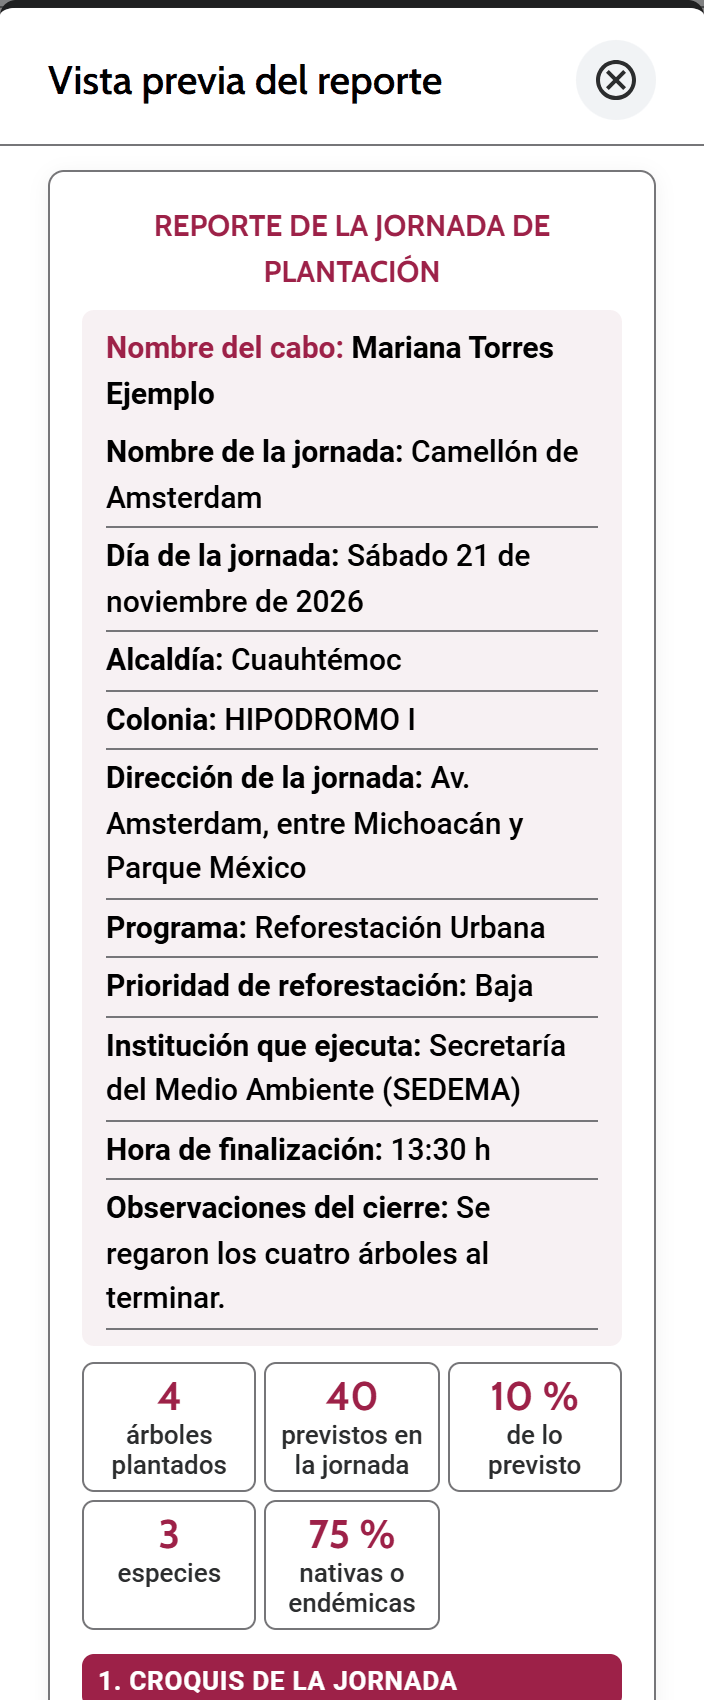 Vista previa del reporte
REPORTE DE LA JORNADA DE
PLANTACIÓN
Nombre del cabo: Mariana Torres
Ejemplo
Nombre de la jornada: Camellón de
Amsterdam
Día de la jornada: Sábado 21 de
noviembre de 2026
Alcaldía: Cuauhtémoc
Colonia: HIPODROMO I
Dirección de la jornada: Av.
Amsterdam, entre Michoacán y
Parque México
Programa: Reforestación Urbana
Prioridad de reforestación: Baja
Institución que ejecuta: Secretaría
del Medio Ambiente (SEDEMA)
Hora de finalización: 13:30 h
Observaciones del cierre: Se
regaron los cuatro árboles al
terminar.
4
árboles
plantados
40
previstos en
la jornada
10 %
de lo
previsto
3
especies
75 %
nativas o
endémicas
1. CROQUIS DE LA JORNADA